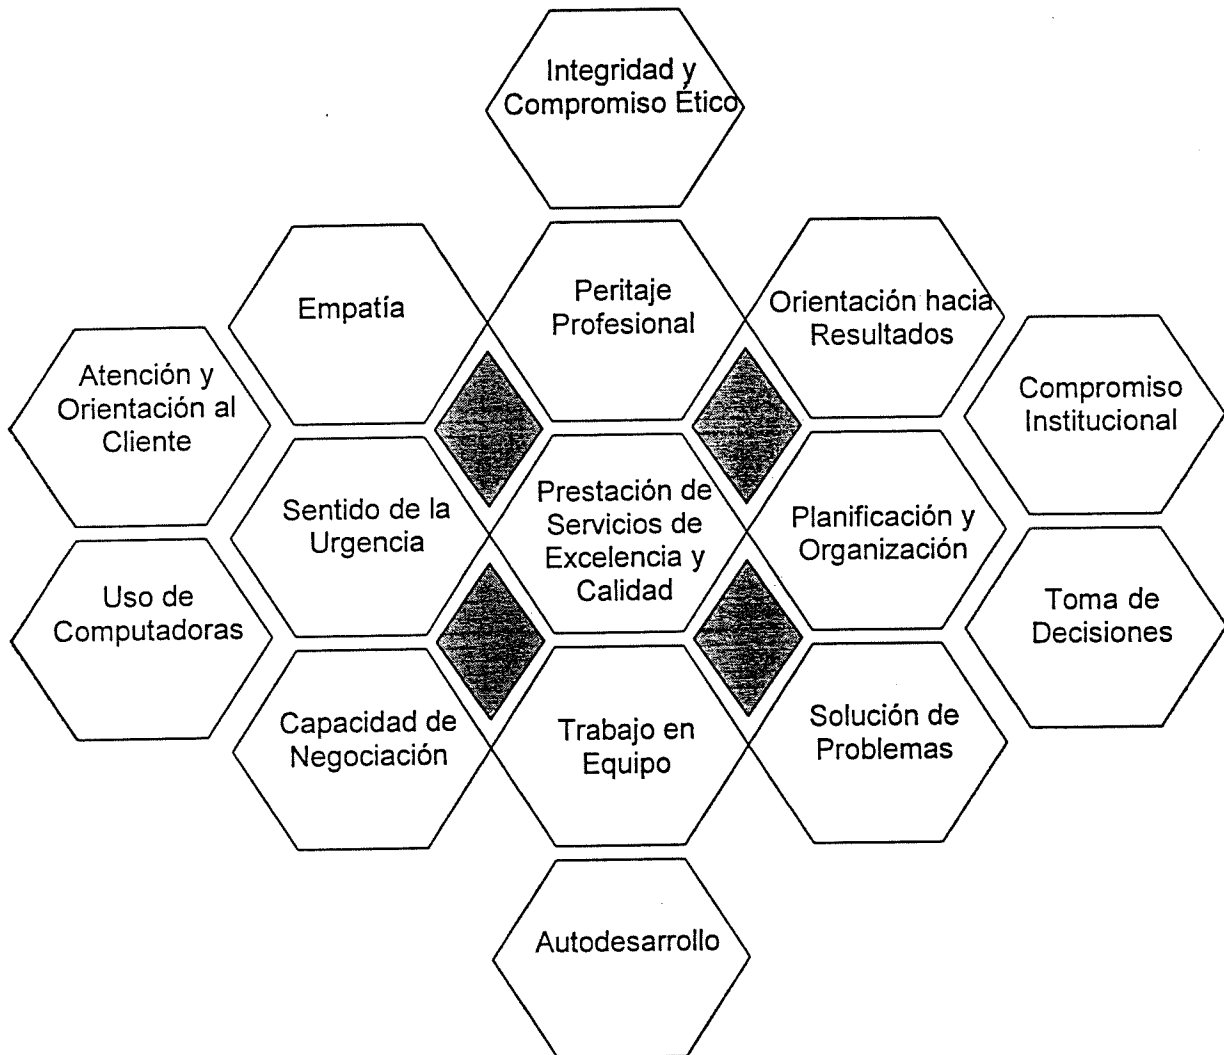 Integridad y
Compromiso Ético
Empatía
Peritaje
Profesional
Orientación hacia
Resultados
Atención y
Orientación al
Cliente
Compromiso
Institucional
Sentido de la
Urgencia
Prestación de
Servicios de
Excelencia y
Calidad
Planificación y
Organización
Uso de
Computadoras
Toma de
Decisiones
Capacidad de
Negociación
Trabajo en
Equipo
Solución de
Problemas
Autodesarrollo